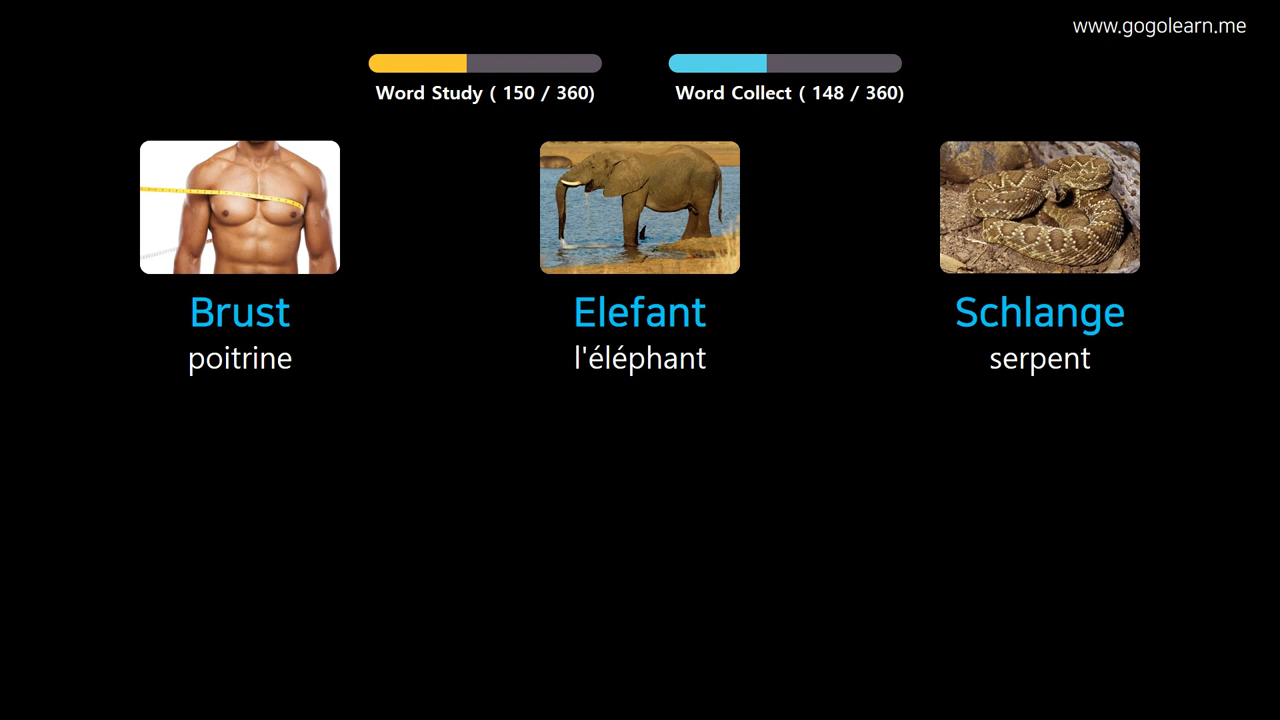 www.gogolearn.me
Word Study ( 150 / 360)
Word Collect ( 148 / 360)
Brust
poitrine
Elefant
l'éléphant
Schlange
serpent